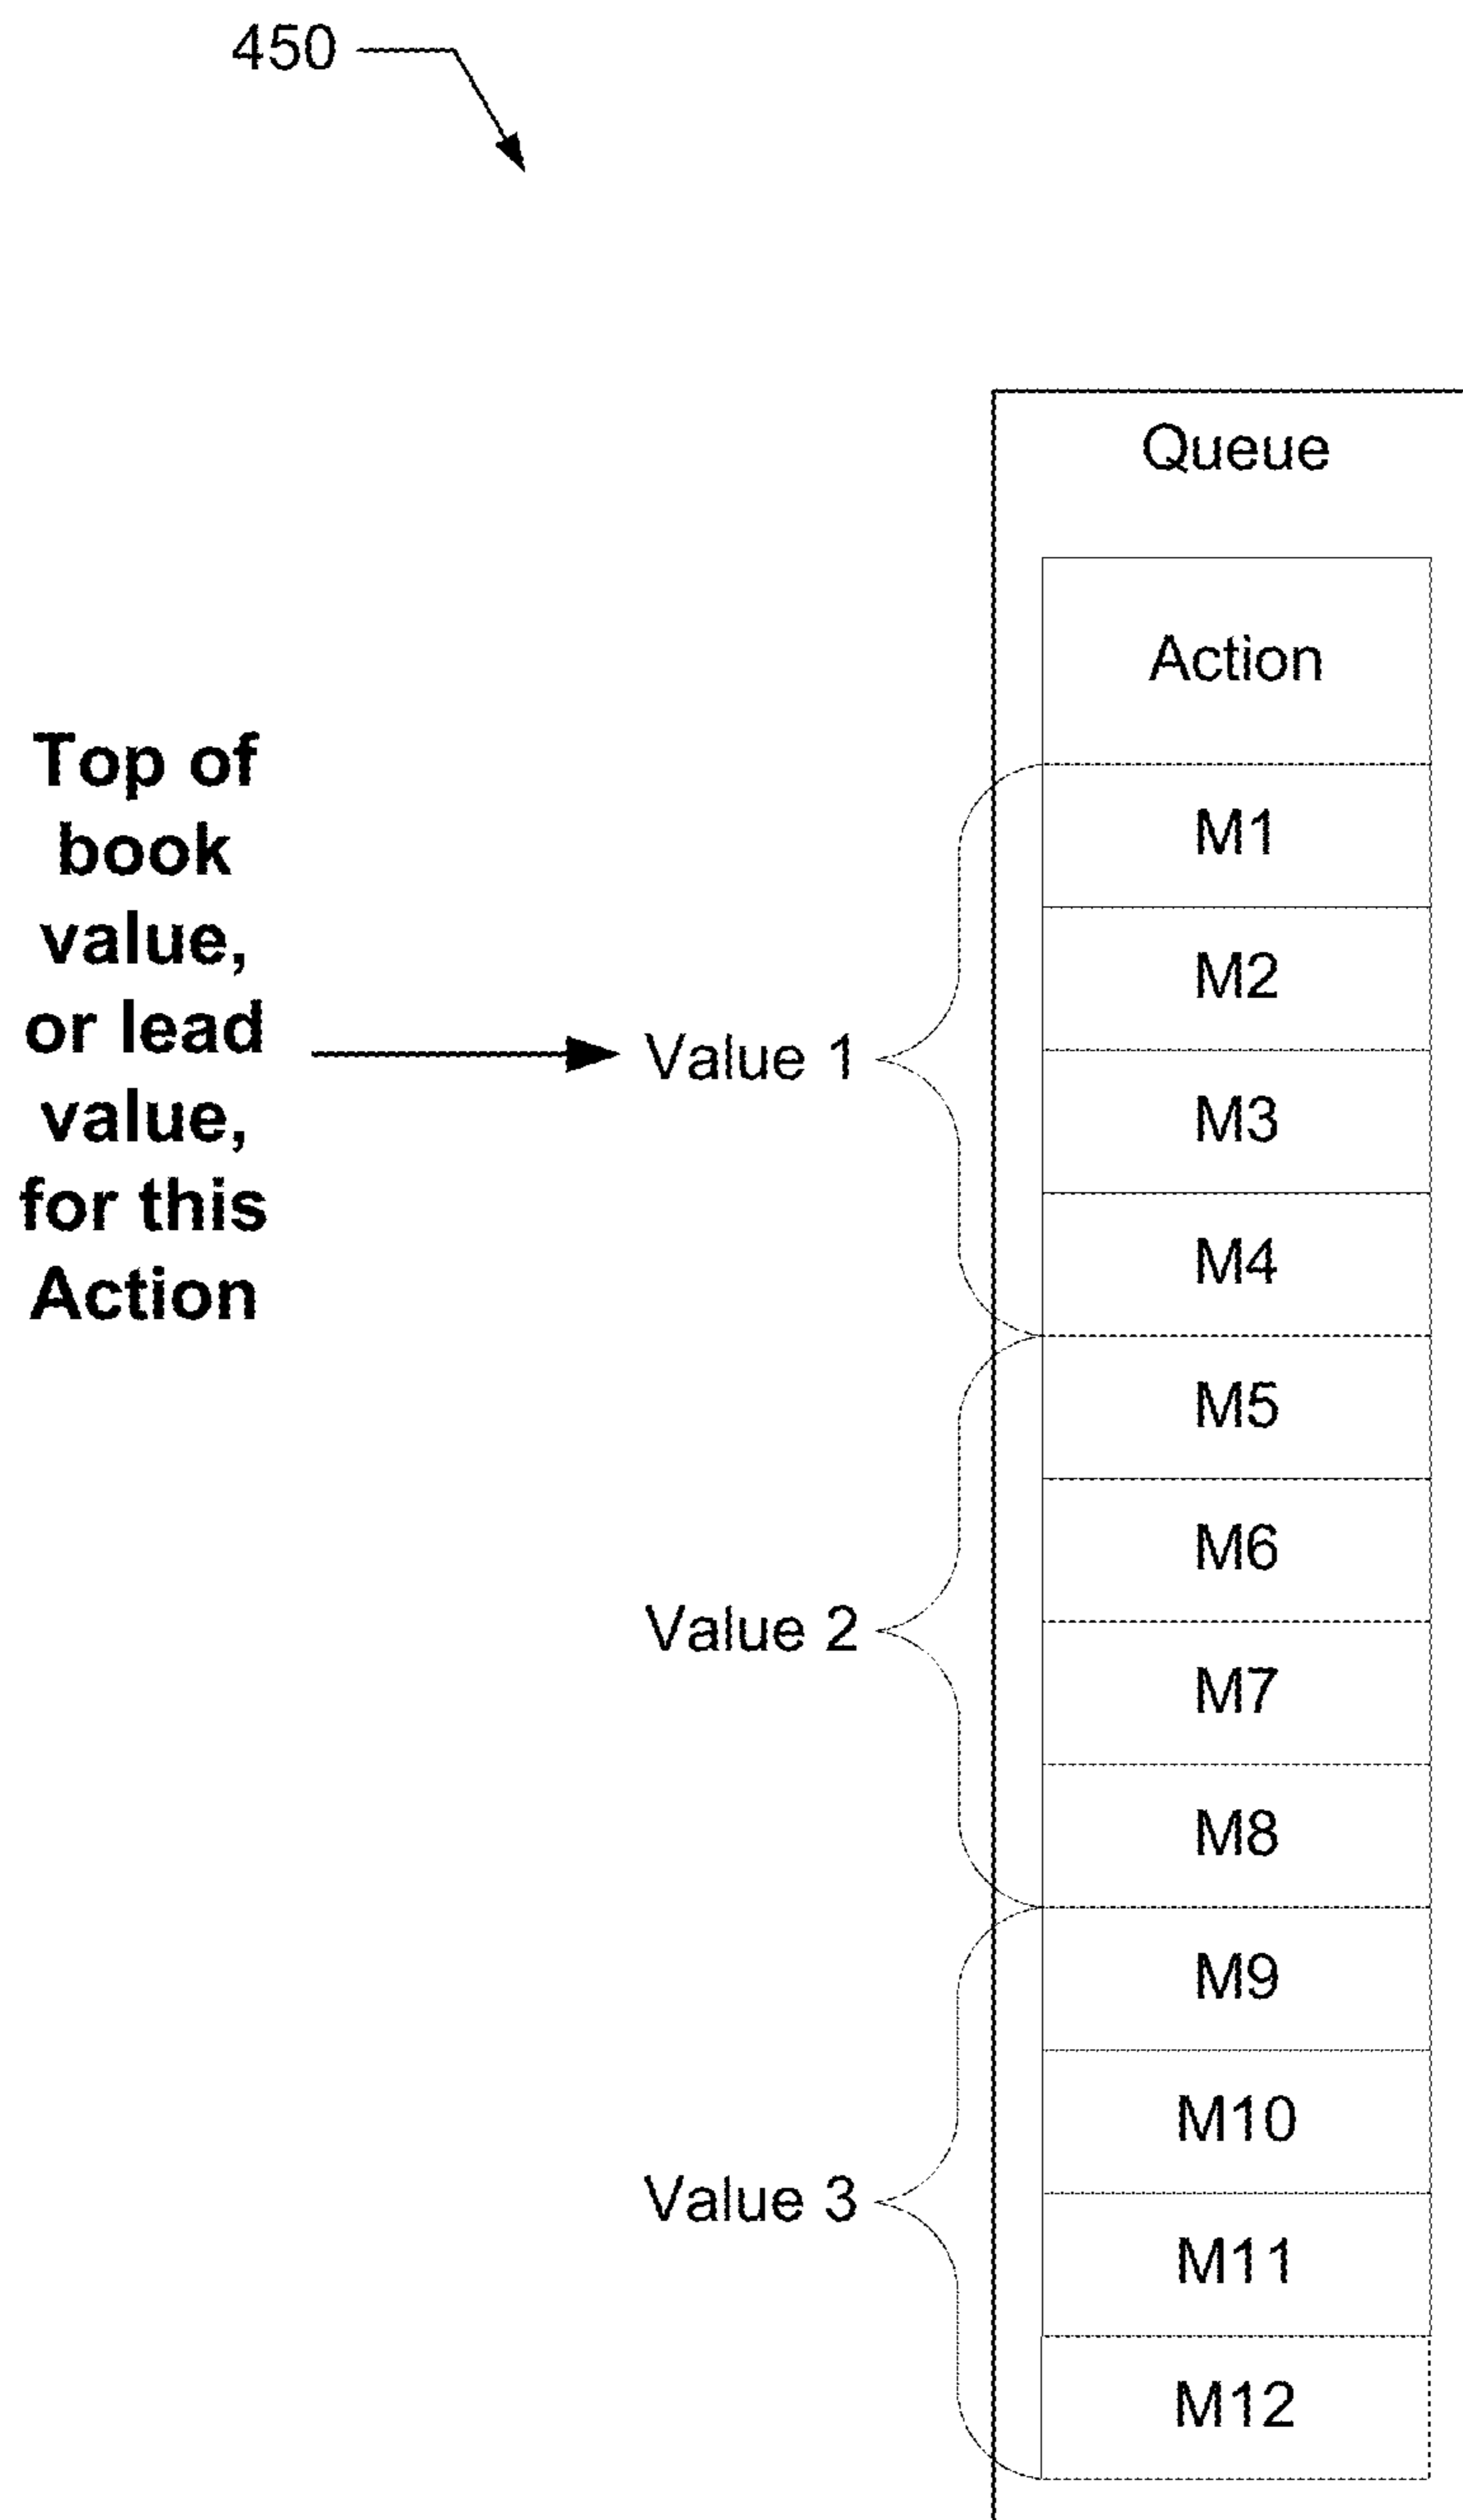 450
Queue
Action
Top of
book
value,
or lead
value,
for this
Action
Value 1
M1
M2
M3
M4
Value 2
M5
M6
M7
M8
Value 3
M9
M10
M11
M12